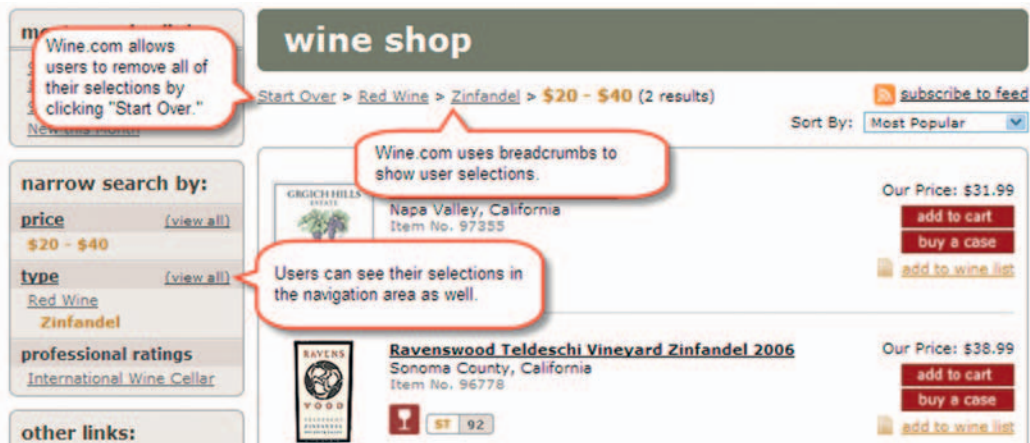 wine shop
Wine.com allows
users to remove all of
their selections by
clicking "Start Over."
New this Month
Start Over > Red Wine > Zinfandel > $20 - $40 (2 results)
subscribe to feed
Sort By: Most Popular
Wine.com uses breadcrumbs to
show user selections.
narrow search by:
price (view all)
$20 - $40
type (view all)
Red Wine
Zinfandel
professional ratings
International Wine Cellar
other links:
Users can see their selections in
the navigation area as well.
GRGICH HILLS
ESTATE
Napa Valley, California
Item No. 97355
Our Price: $31.99
add to cart
buy a case
add to wine list
RAVENS
WOOD
ZINFANDEL
Ravenswood Teldeschi Vineyard Zinfandel 2006
Sonoma County, California
Item No. 96778
ST 92
Our Price: $38.99
add to cart
buy a case
add to wine list